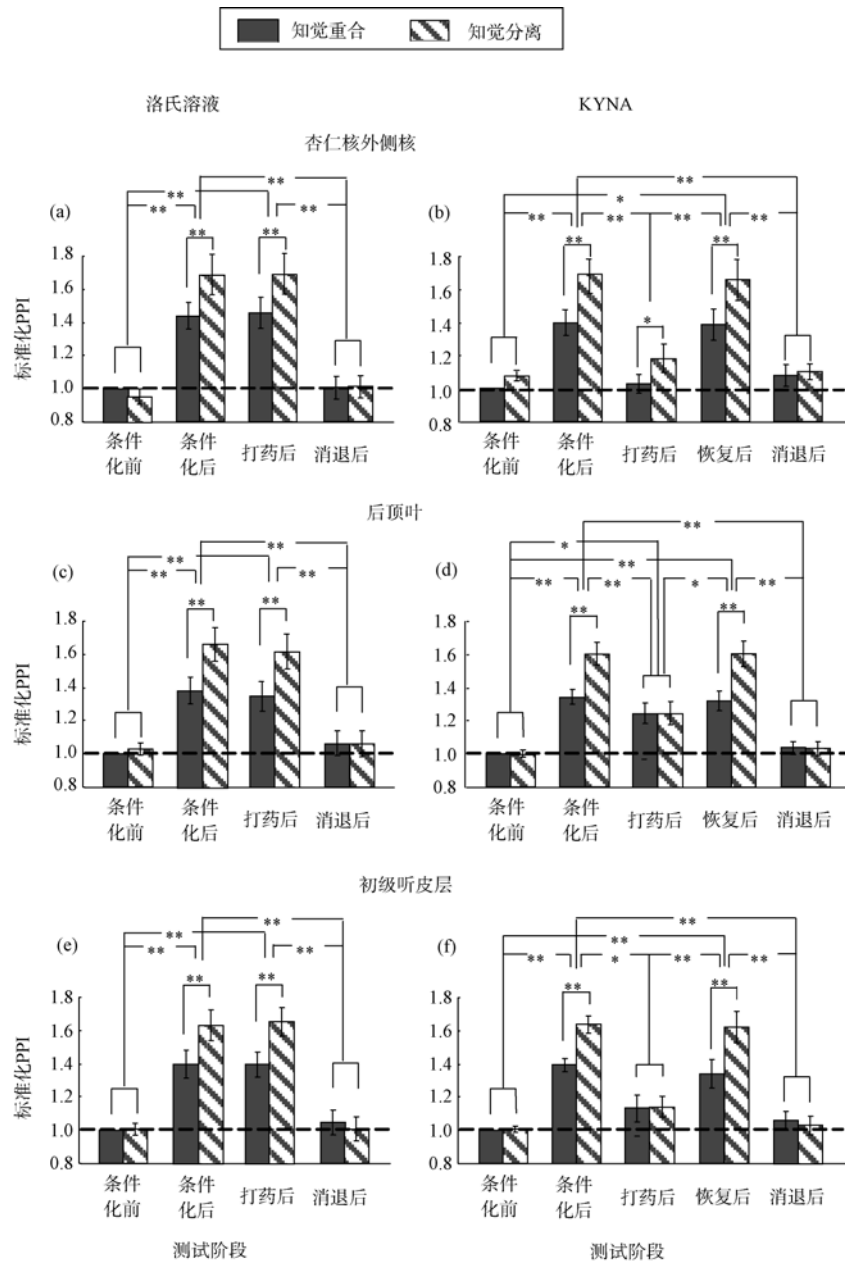 知觉重合 知觉分离
洛氏溶液 KYNA
杏仁核外侧核
(a)
** **
** **
** **
标准化PPI
1.8
1.6
1.4
1.2
1.0
0.8
条件化前 条件化后 打药后 消退后
(b)
**
*
** ** ** **
** * **
1.8
1.6
1.4
1.2
1.0
0.8
条件化前 条件化后 打药后 恢复后 消退后
后顶叶
(c)
** **
** **
** **
标准化PPI
1.8
1.6
1.4
1.2
1.0
0.8
条件化前 条件化后 打药后 消退后
(d)
**
*
**
** ** * **
** **
1.8
1.6
1.4
1.2
1.0
0.8
条件化前 条件化后 打药后 恢复后 消退后
初级听皮层
(e)
** **
** **
** **
标准化PPI
1.8
1.6
1.4
1.2
1.0
0.8
条件化前 条件化后 打药后 消退后
测试阶段
(f)
**
**
** * ** **
** **
1.8
1.6
1.4
1.2
1.0
0.8
条件化前 条件化后 打药后 恢复后 消退后
测试阶段